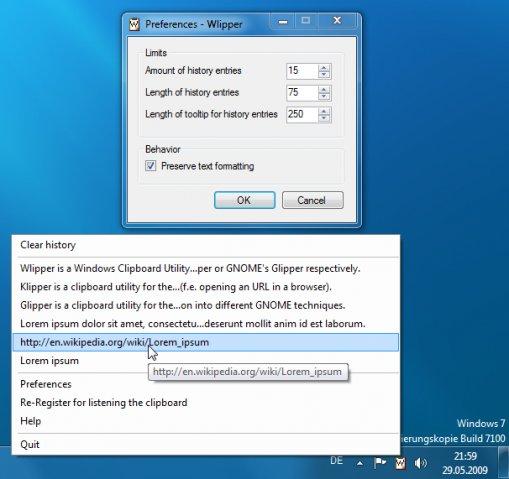 Preferences - Wlipper
Limits
Amount of history entries
15
Length of history entries
75
Length of tooltip for history entries
250
Behavior
Preserve text formatting
OK
Cancel
Clear history
Wlipper is a Windows Clipboard Utility...per or GNOME's Glipper respectively.
Klipper is a clipboard utility for the...(f.e. opening an URL in a browser).
Glipper is a clipboard utility for the...on into different GNOME techniques.
Lorem ipsum dolor sit amet, consectetu...deserunt mollit anim id est laborum.
http://en.wikipedia.org/wiki/Lorem_ipsum
Lorem ipsum
http://en.wikipedia.org/wiki/Lorem_ipsum
Preferences
Re-Register for listening the clipboard
Help
Quit
Windows 7
nerungskopie Build 7100
DE
21:59
29.05.2009